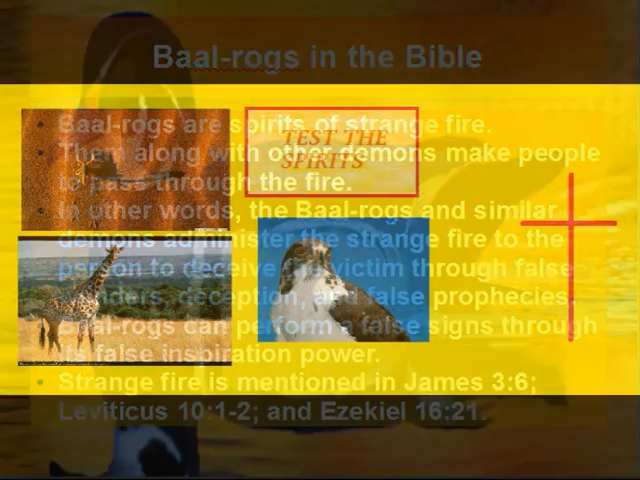 Baal-rogs in the Bible
• Baal-rogs are spirits of strange fire.
TEST THE
SPIRITS
• They along with other demons make people
to pass through the fire.
• In other words, the Baal-rogs and similar
demons administer the strange fire to the
person to deceive the victim through false
wonders, deception, and false prophecies.
• Baal-rogs can perform a false signs through
its false inspiration power.
• Strange fire is mentioned in James 3:6;
Leviticus 10:1-2; and Ezekiel 16:21.